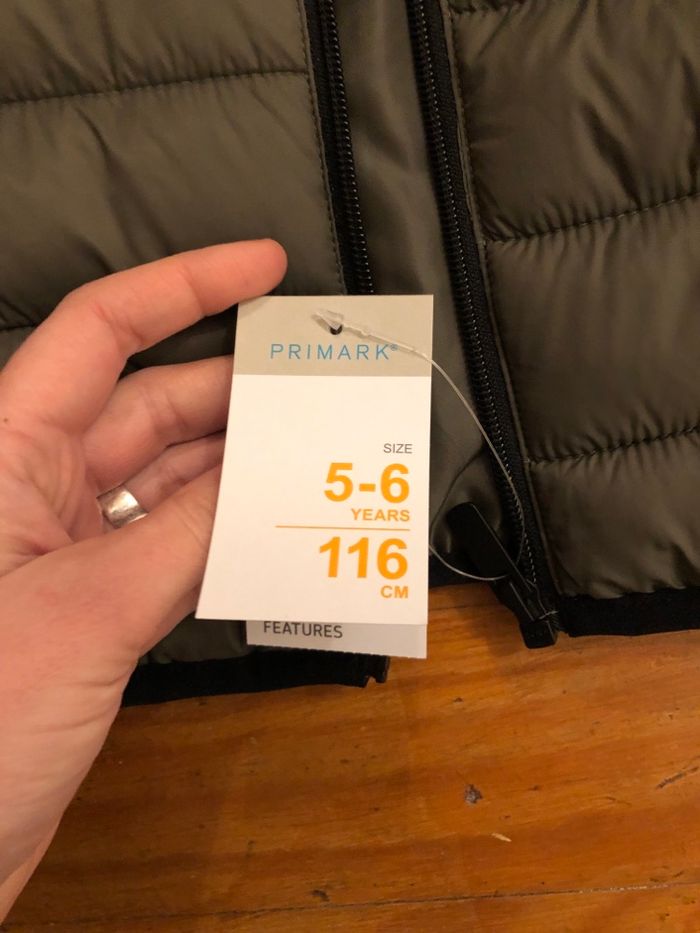 PRIMARK®
SIZE
5-6
YEARS
116
CM
FEATURES